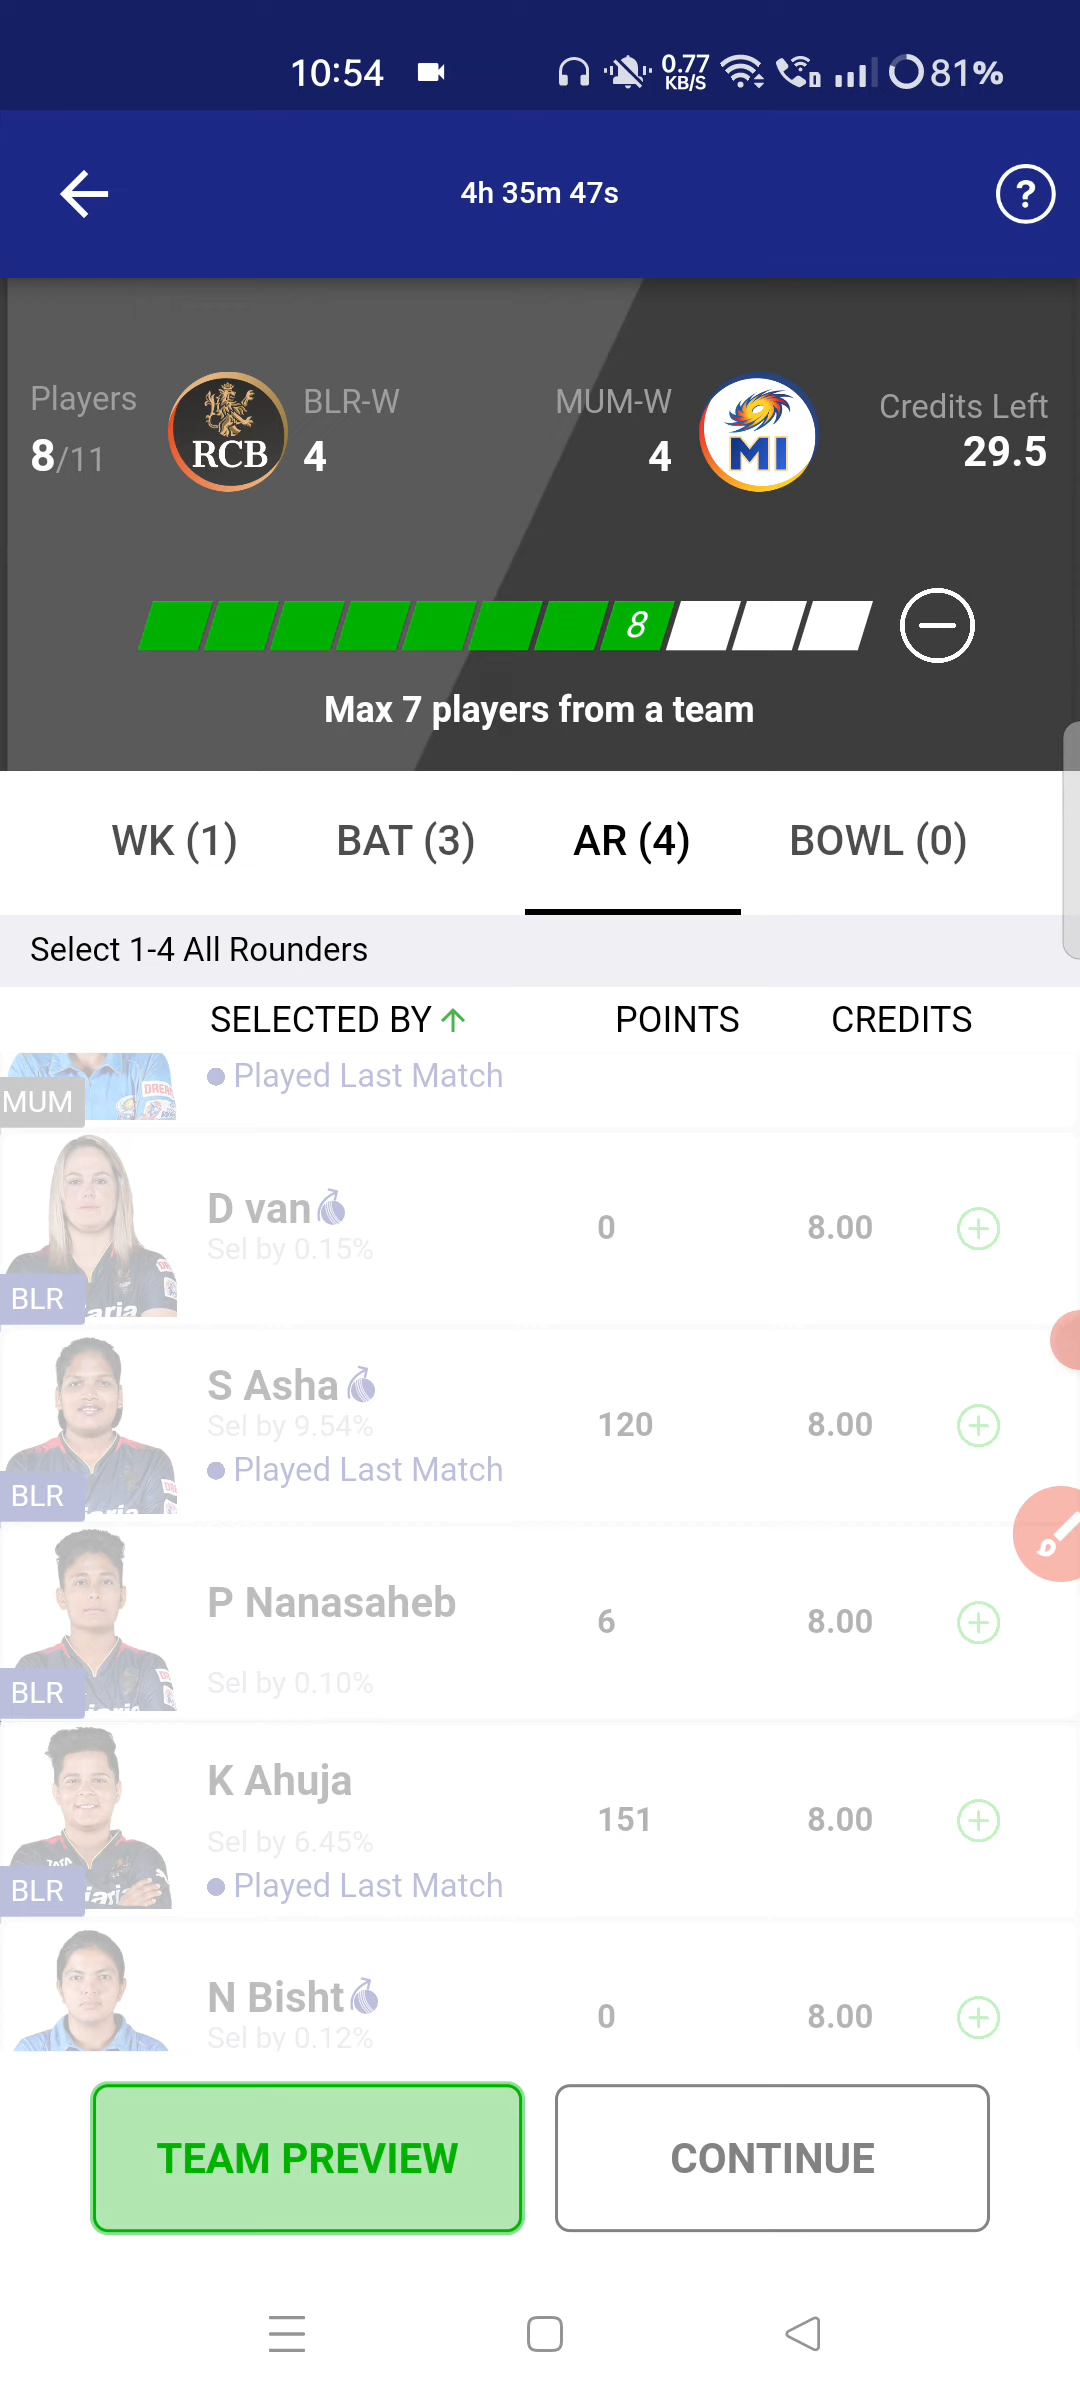 10:54
0.77 KB/S
81%
4h 35m 47s
?
Players
8/11
RCB
BLR-W
4
MUM-W
4
MI
Credits Left
29.5
8
Max 7 players from a team
WK (1)
BAT (3)
AR (4)
BOWL (0)
Select 1-4 All Rounders
SELECTED BY
POINTS
CREDITS
Played Last Match
MUM
D van
Sel by 0.15%
0
8.00
BLR
S Asha
Sel by 9.54%
Played Last Match
120
8.00
BLR
P Nanasaheb
Sel by 0.10%
6
8.00
BLR
K Ahuja
Sel by 6.45%
Played Last Match
151
8.00
BLR
N Bisht
Sel by 0.12%
0
8.00
TEAM PREVIEW
CONTINUE